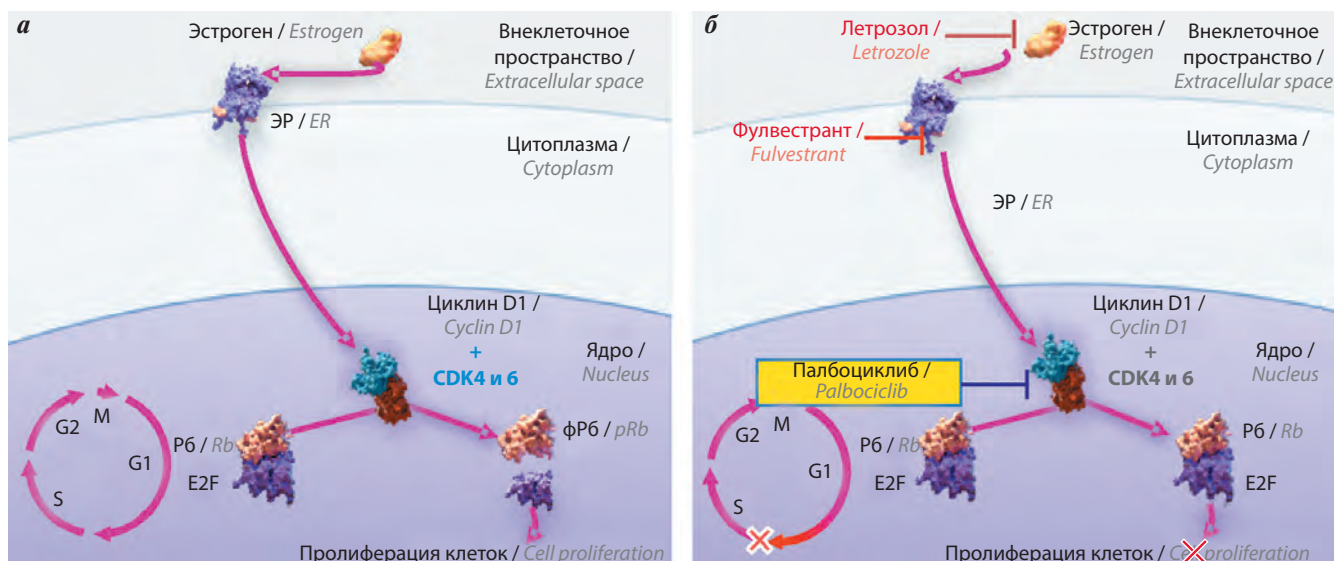 а
Эстроген / Estrogen
Внеклеточное
пространство /
Extracellular space
ЭР / ER
Цитоплазма /
Cytoplasm
Циклин D1 /
Cyclin D1
+
CDK4 и 6
Ядро /
Nucleus
G2
M
G1
S
Рб / Rb
E2F
фРб / pRb
Пролиферация клеток / Cell proliferation
б
Летрозол /
Letrozole
Эстроген /
Estrogen
Внеклеточное
пространство /
Extracellular space
Фулвестрант /
Fulvestrant
Цитоплазма /
Cytoplasm
ЭР / ER
Циклин D1 /
Cyclin D1
+
CDK4 и 6
Ядро /
Nucleus
Палбоциклиб /
Palbociclib
G2
M
G1
S
Рб / Rb
E2F
Рб / Rb
E2F
Пролиферация клеток / Cell proliferation